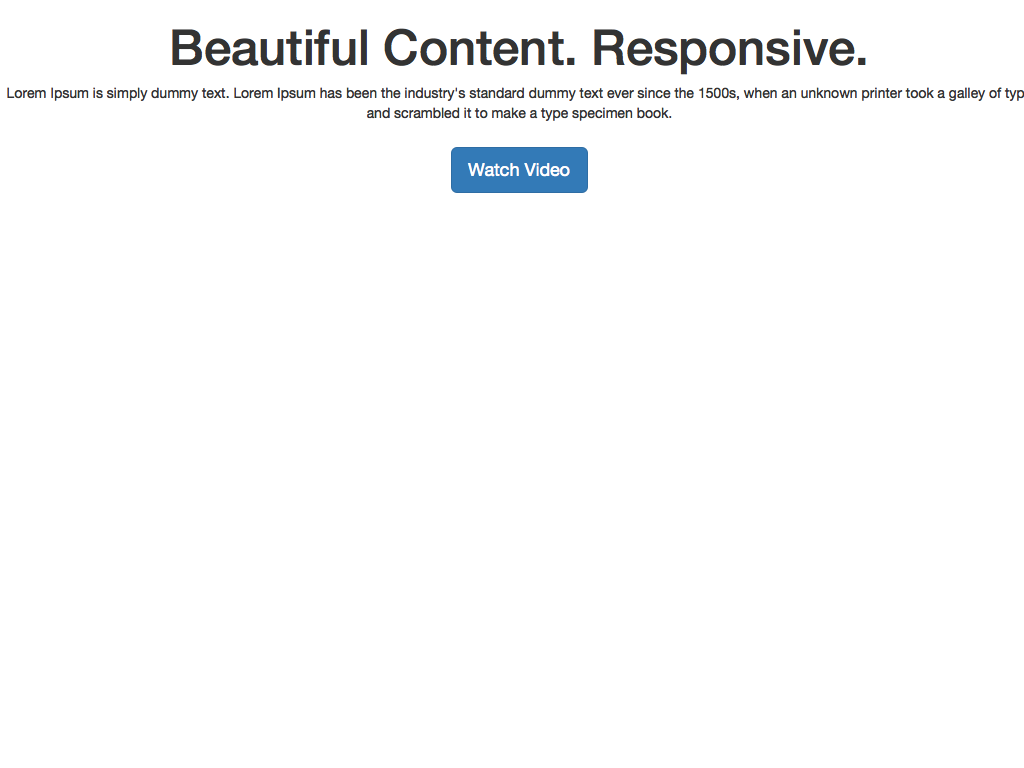 Beautiful Content. Responsive.
Lorem Ipsum is simply dummy text. Lorem Ipsum has been the industry's standard dummy text ever since the 1500s, when an unknown printer took a galley of typ
and scrambled it to make a type specimen book.
Watch Video